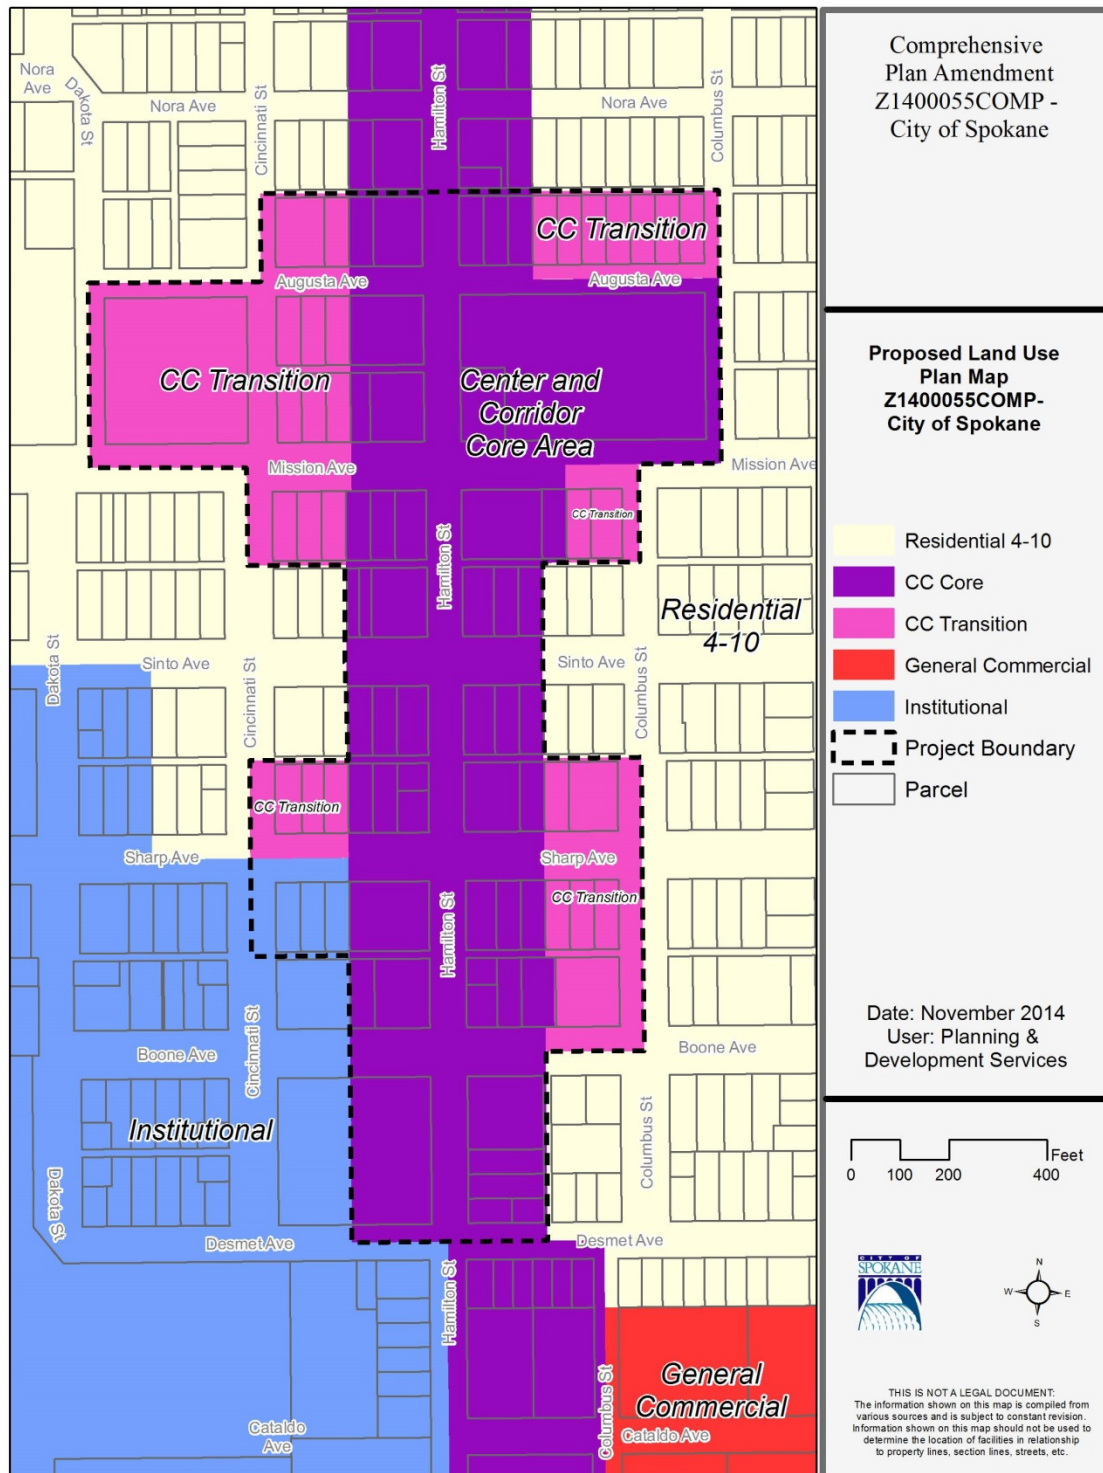 Nora
Ave
Dakota St
Nora Ave
Cincinnati St
Hamilton St
Nora Ave
Columbus St
CC Transition
Augusta Ave
Augusta Ave
CC Transition
Center and
Corridor
Core Area
Mission Ave
Mission Ave
CC Transition
Hamilton St
Residential
4-10
Dakota St
Sinto Ave
Cincinnati St
Sinto Ave
Columbus St
CC Transition
Sharp Ave
Sharp Ave
CC Transition
Hamilton St
Boone Ave
Cincinnati St
Boone Ave
Institutional
Columbus St
Dakota St
Desmet Ave
Desmet Ave
Hamilton St
Columbus St
General
Commercial
Cataldo
Ave
Cataldo Ave
Comprehensive
Plan Amendment
Z1400055COMP -
City of Spokane
Proposed Land Use
Plan Map
Z1400055COMP-
City of Spokane
Residential 4-10
CC Core
CC Transition
General Commercial
Institutional
Project Boundary
Parcel
Date: November 2014
User: Planning &
Development Services
Feet
0 100 200 400
CITY OF
SPOKANE
N
W E
S
THIS IS NOT A LEGAL DOCUMENT:
The information shown on this map is compiled from
various sources and is subject to constant revision.
Information shown on this map should not be used to
determine the location of facilities in relationship
to property lines, section lines, streets, etc.